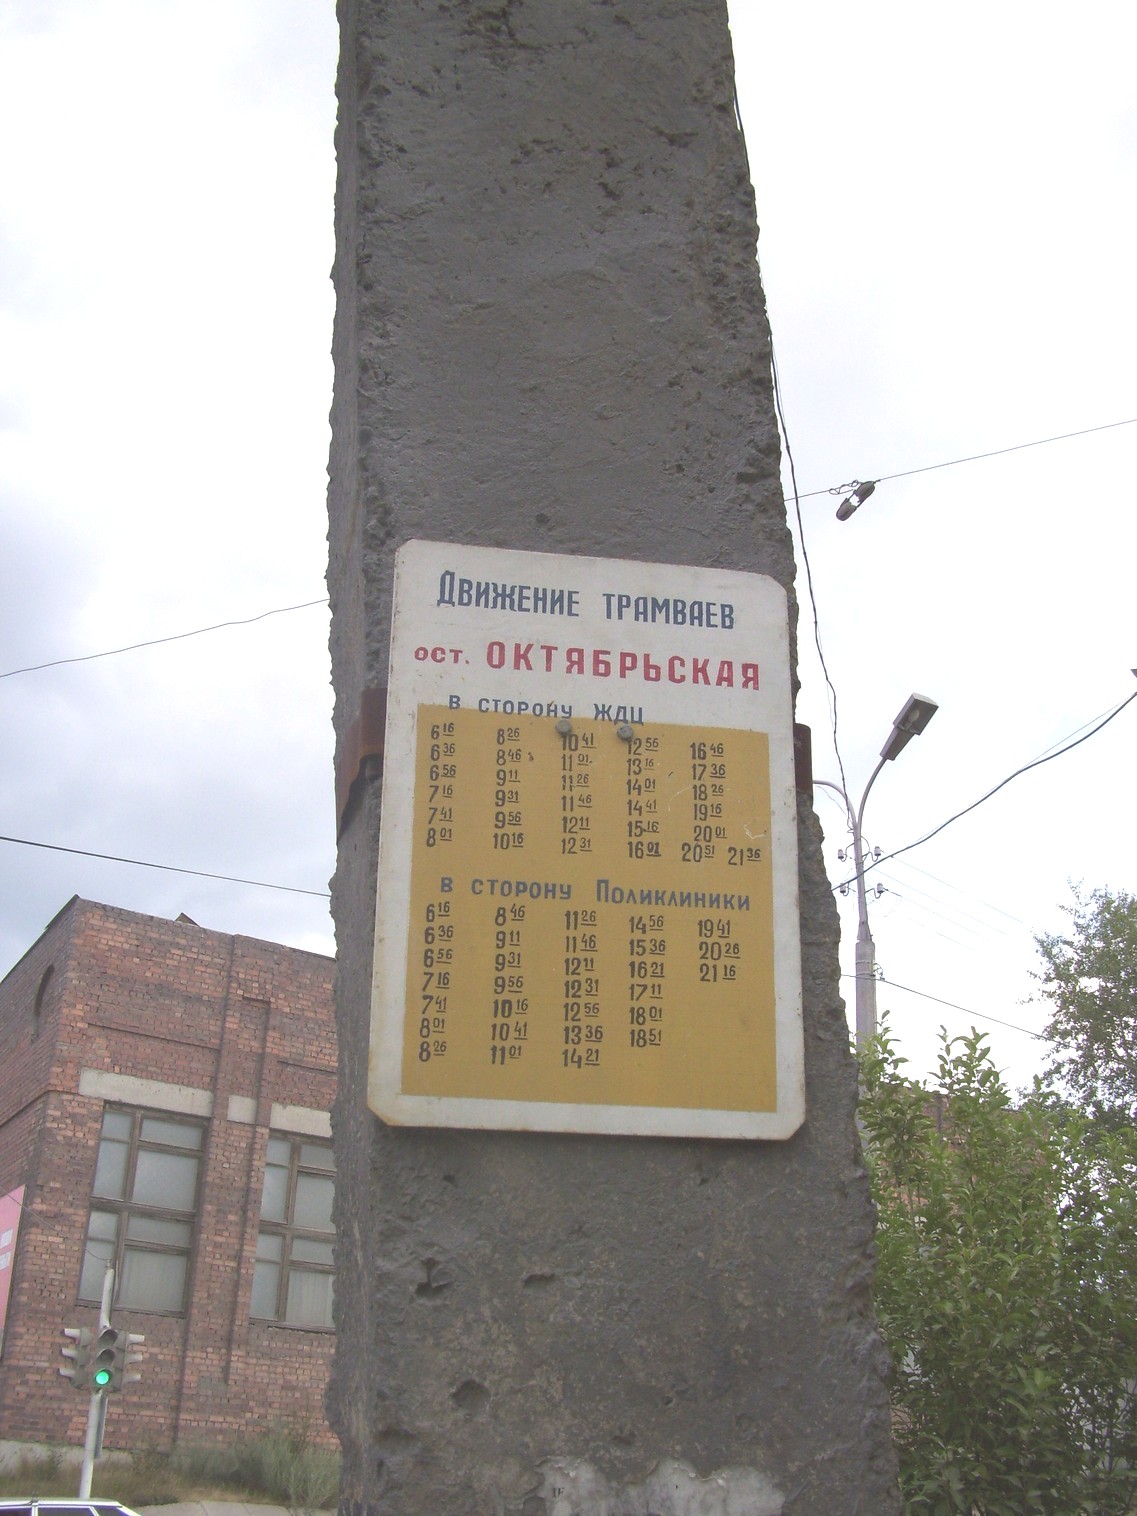 Движение трамваев
ост. Октябрьская
в сторону ЖДЦ
6 16 8 26 10 41 12 56 16 46
6 36 8 46 11 01 13 16 17 36
6 56 9 11 11 26 14 01 18 26
7 16 9 31 11 46 14 41 19 16
7 41 9 56 12 11 15 16 20 01
8 01 10 16 12 31 16 01 20 51 21 36
в сторону Поликлиники
6 16 8 46 11 26 14 56 19 41
6 36 9 11 11 46 15 36 20 26
6 56 9 31 12 11 16 21 21 16
7 16 9 56 12 31 17 11
7 41 10 16 12 56 18 01
8 01 10 41 13 36 18 51
8 26 11 01 14 21